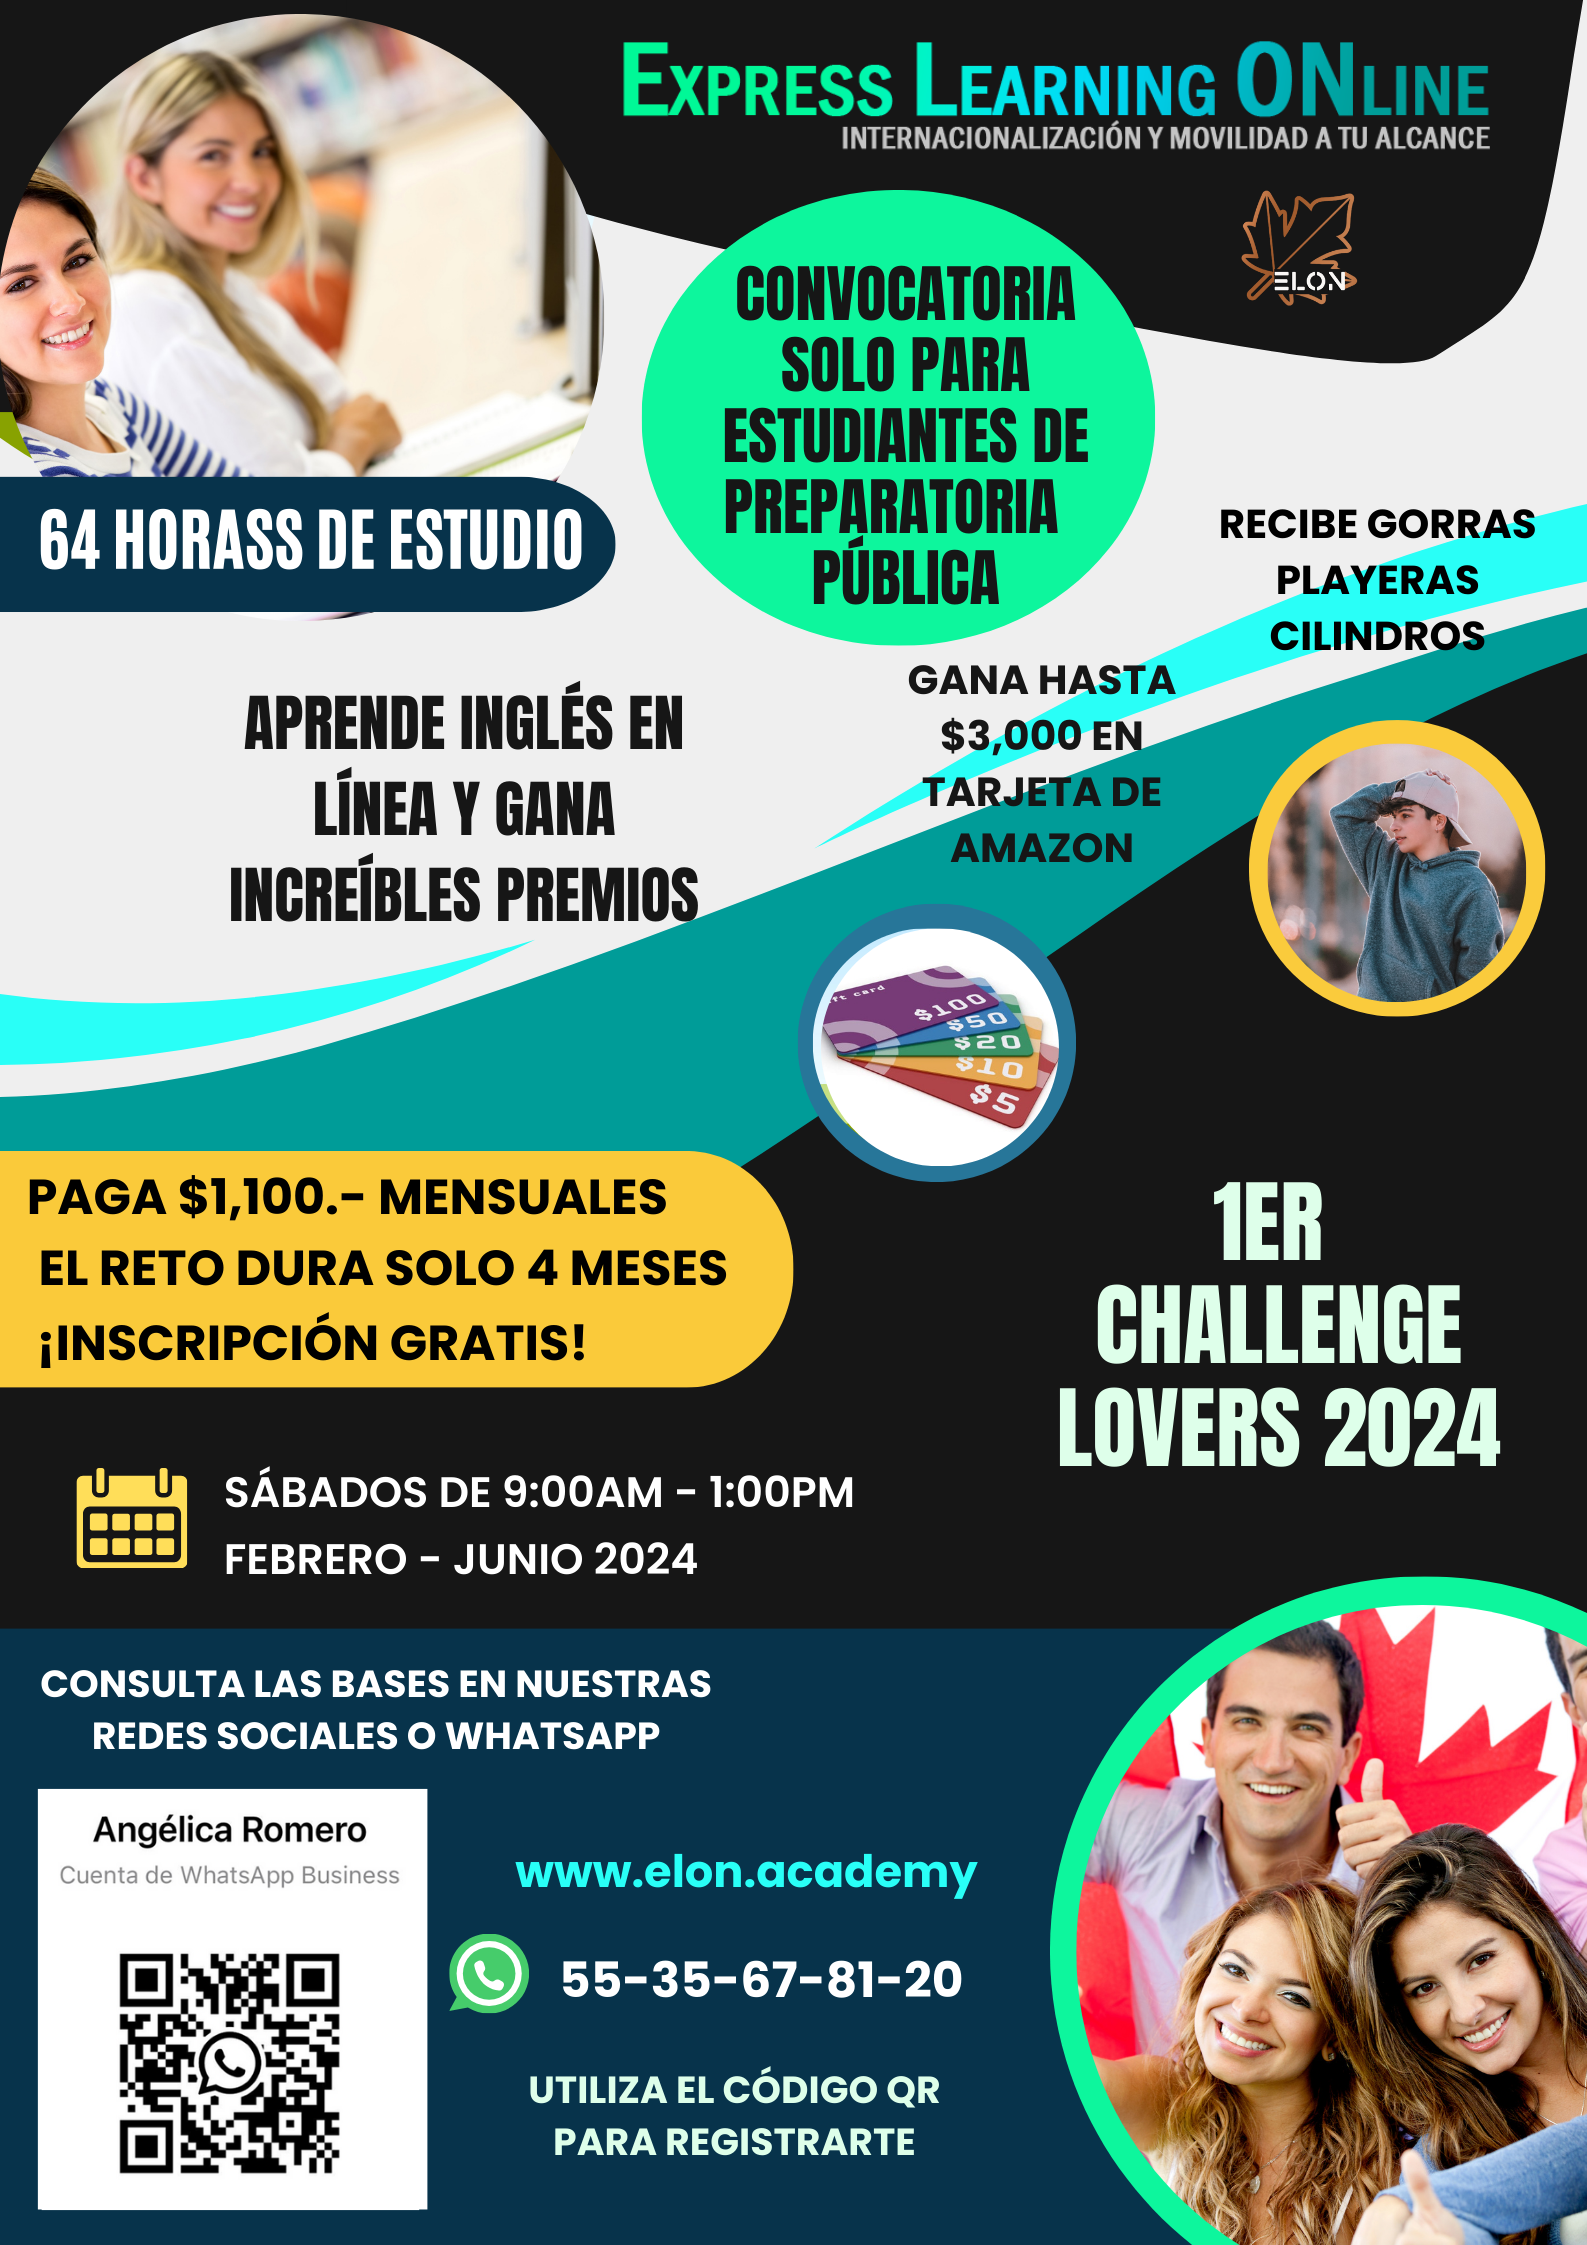 EXPRESS LEARNING ONLINE
INTERNACIONALIZACIÓN Y MOVILIDAD A TU ALCANCE
ELON
CONVOCATORIA
SOLO PARA
ESTUDIANTES DE
PREPARATORIA
PÚBLICA
64 HORASS DE ESTUDIO
RECIBE GORRAS
PLAYERAS
CILINDROS
GANA HASTA
$3,000 EN
TARJETA DE
AMAZON
APRENDE INGLÉS EN
LÍNEA Y GANA
INCREÍBLES PREMIOS
ft card
$100
$50
$20
$10
$5
PAGA $1,100.- MENSUALES
EL RETO DURA SOLO 4 MESES
¡INSCRIPCIÓN GRATIS!
1ER
CHALLENGE
LOVERS 2024
SÁBADOS DE 9:00AM - 1:00PM
FEBRERO - JUNIO 2024
CONSULTA LAS BASES EN NUESTRAS
REDES SOCIALES O WHATSAPP
Angélica Romero
Cuenta de WhatsApp Business
www.elon.academy
55-35-67-81-20
UTILIZA EL CÓDIGO QR
PARA REGISTRARTE